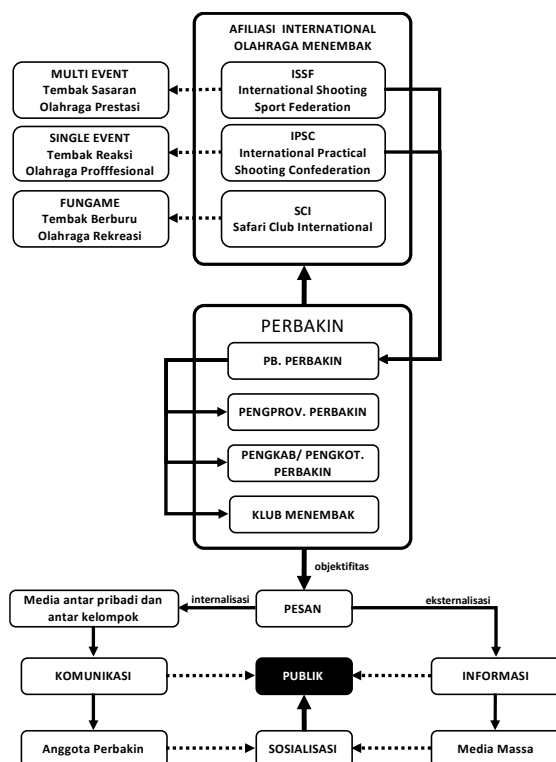 AFILIASI INTERNATIONAL
OLAHRAGA MENEMBAK
MULTI EVENT
Tembak Sasaran
Olahraga Prestasi
ISSF
International Shooting
Sport Federation
SINGLE EVENT
Tembak Reaksi
Olahraga Profffesional
IPSC
International Practical
Shooting Confederation
FUNGAME
Tembak Berburu
Olahraga Rekreasi
SCI
Safari Club International
PERBAKIN
PB. PERBAKIN
PENGPROV. PERBAKIN
PENGKAB/ PENGKOT.
PERBAKIN
KLUB MENEMBAK
objektifitas
Media antar pribadi dan
antar kelompok
internalisasi
PESAN
eksternalisasi
KOMUNIKASI
PUBLIK
INFORMASI
Anggota Perbakin
SOSIALISASI
Media Massa